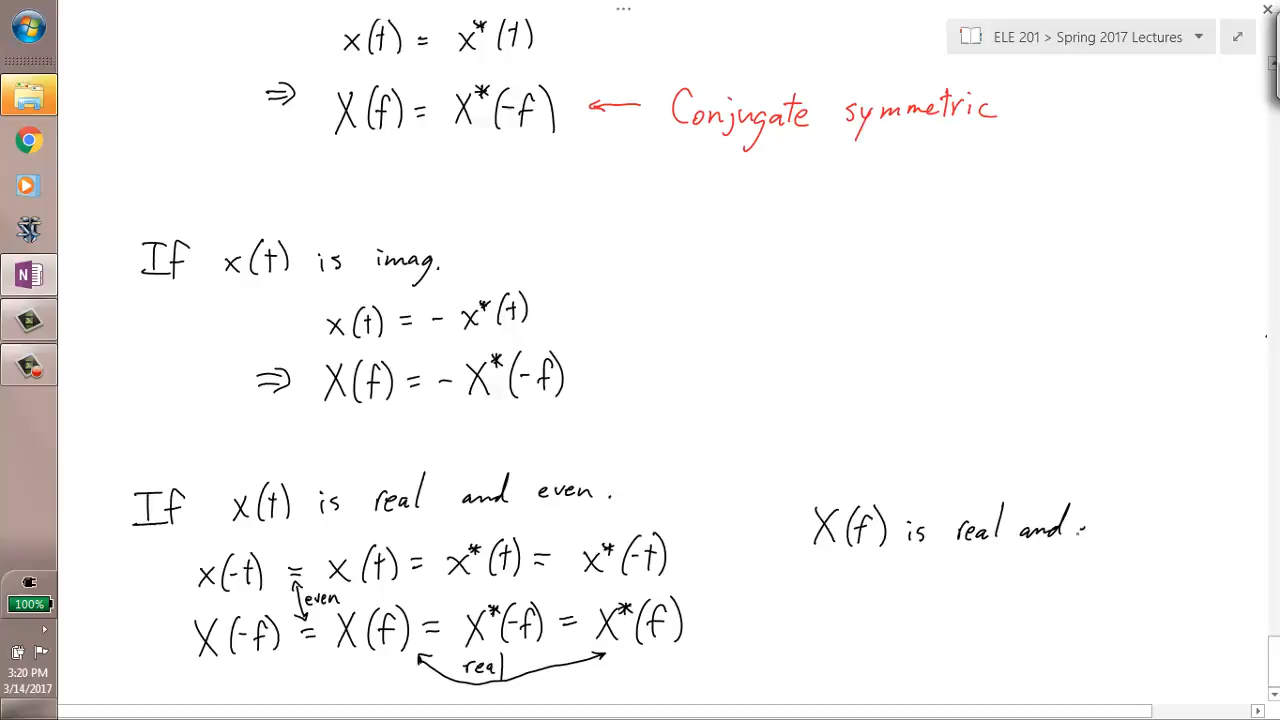 ELE 201 > Spring 2017 Lectures
x(t) = x*(t)
⇒ X(f) = X*(-f) ← Conjugate symmetric
If x(t) is imag.
x(t) = - x*(t)
⇒ X(f) = - X*(-f)
If x(t) is real and even.
X(f) is real and
x(-t) = x(t) = x*(t) = x*(-t)
even
X(-f) = X(f) = X*(-f) = X*(f)
real
N
100%
3:20 PM
3/14/2017